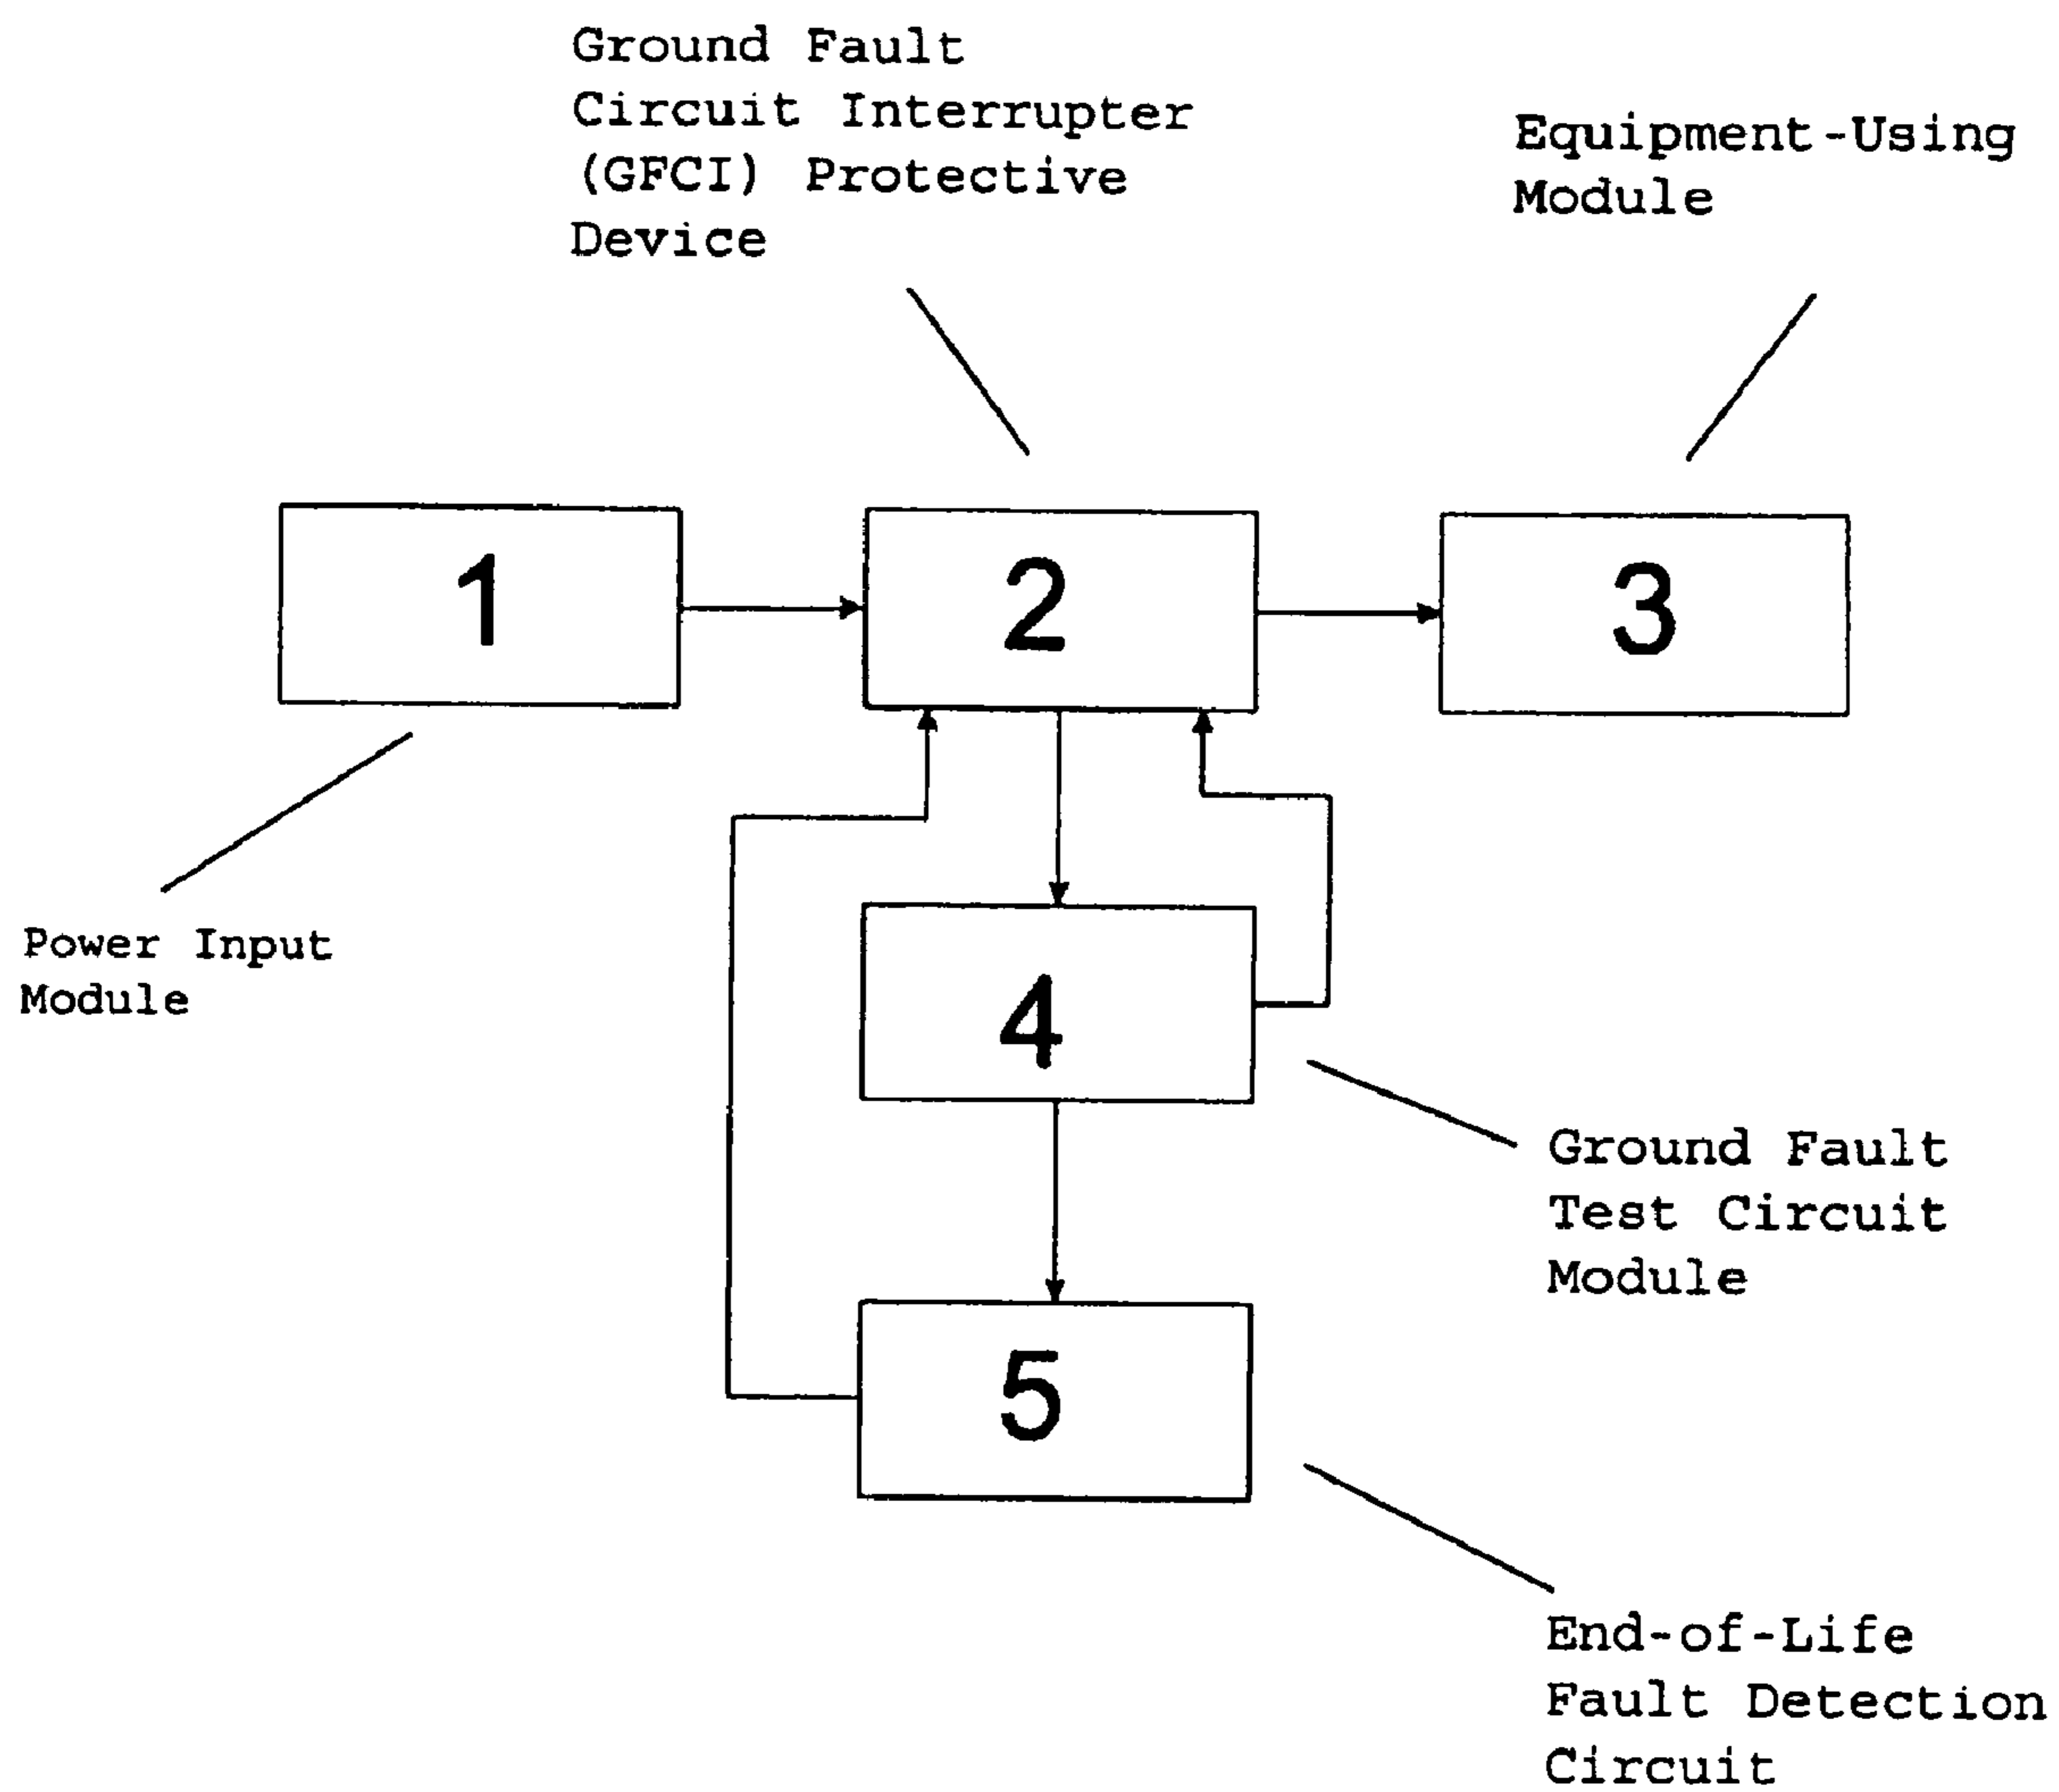 Ground Fault
Circuit Interrupter
(GFCI) Protective
Device
Equipment-Using
Module
1
2
3
Power Input
Module
4
Ground Fault
Test Circuit
Module
5
End-of-Life
Fault Detection
Circuit